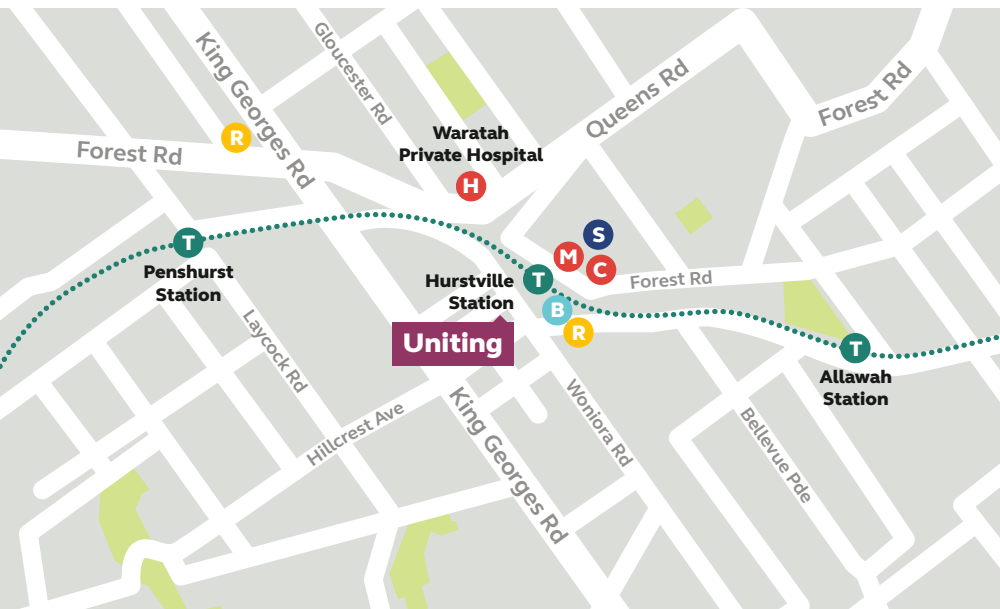 King Georges Rd
Gloucester Rd
Queens Rd
Forest Rd
Forest Rd
R
Waratah
Private Hospital
H
T
Penshurst
Station
S
M
C
Hurstville
Station
T
Forest Rd
B
R
Uniting
T
Allawah
Station
Laycock Rd
Hillcrest Ave
King Georges Rd
Woniora Rd
Bellevue Pde